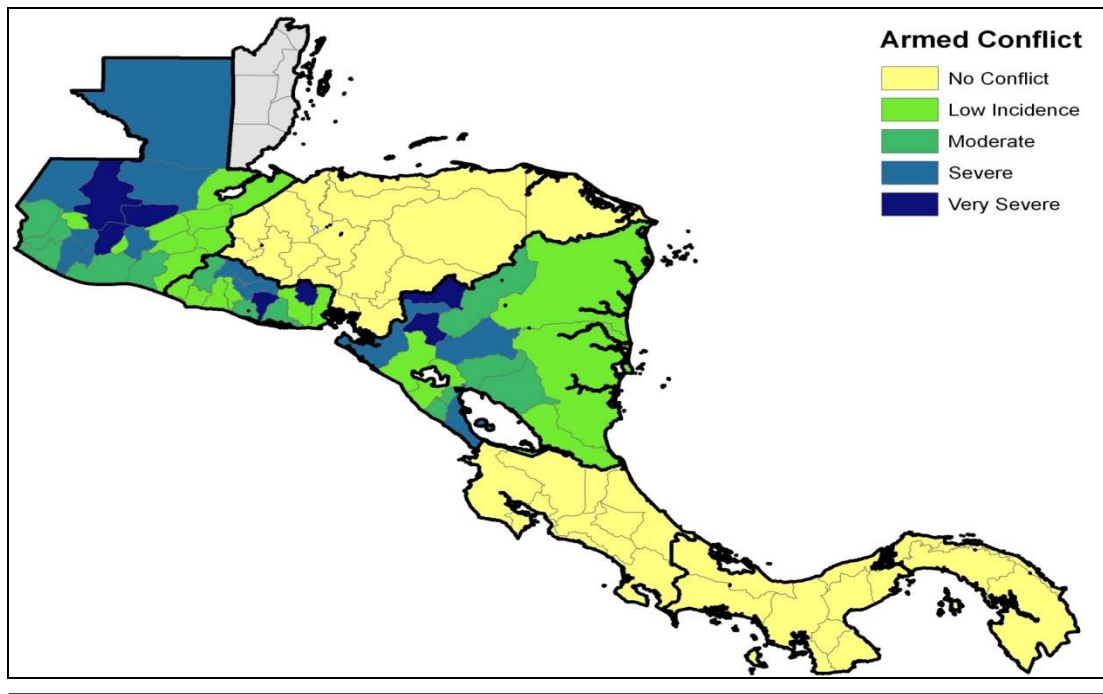 Armed Conflict
No Conflict
Low Incidence
Moderate
Severe
Very Severe